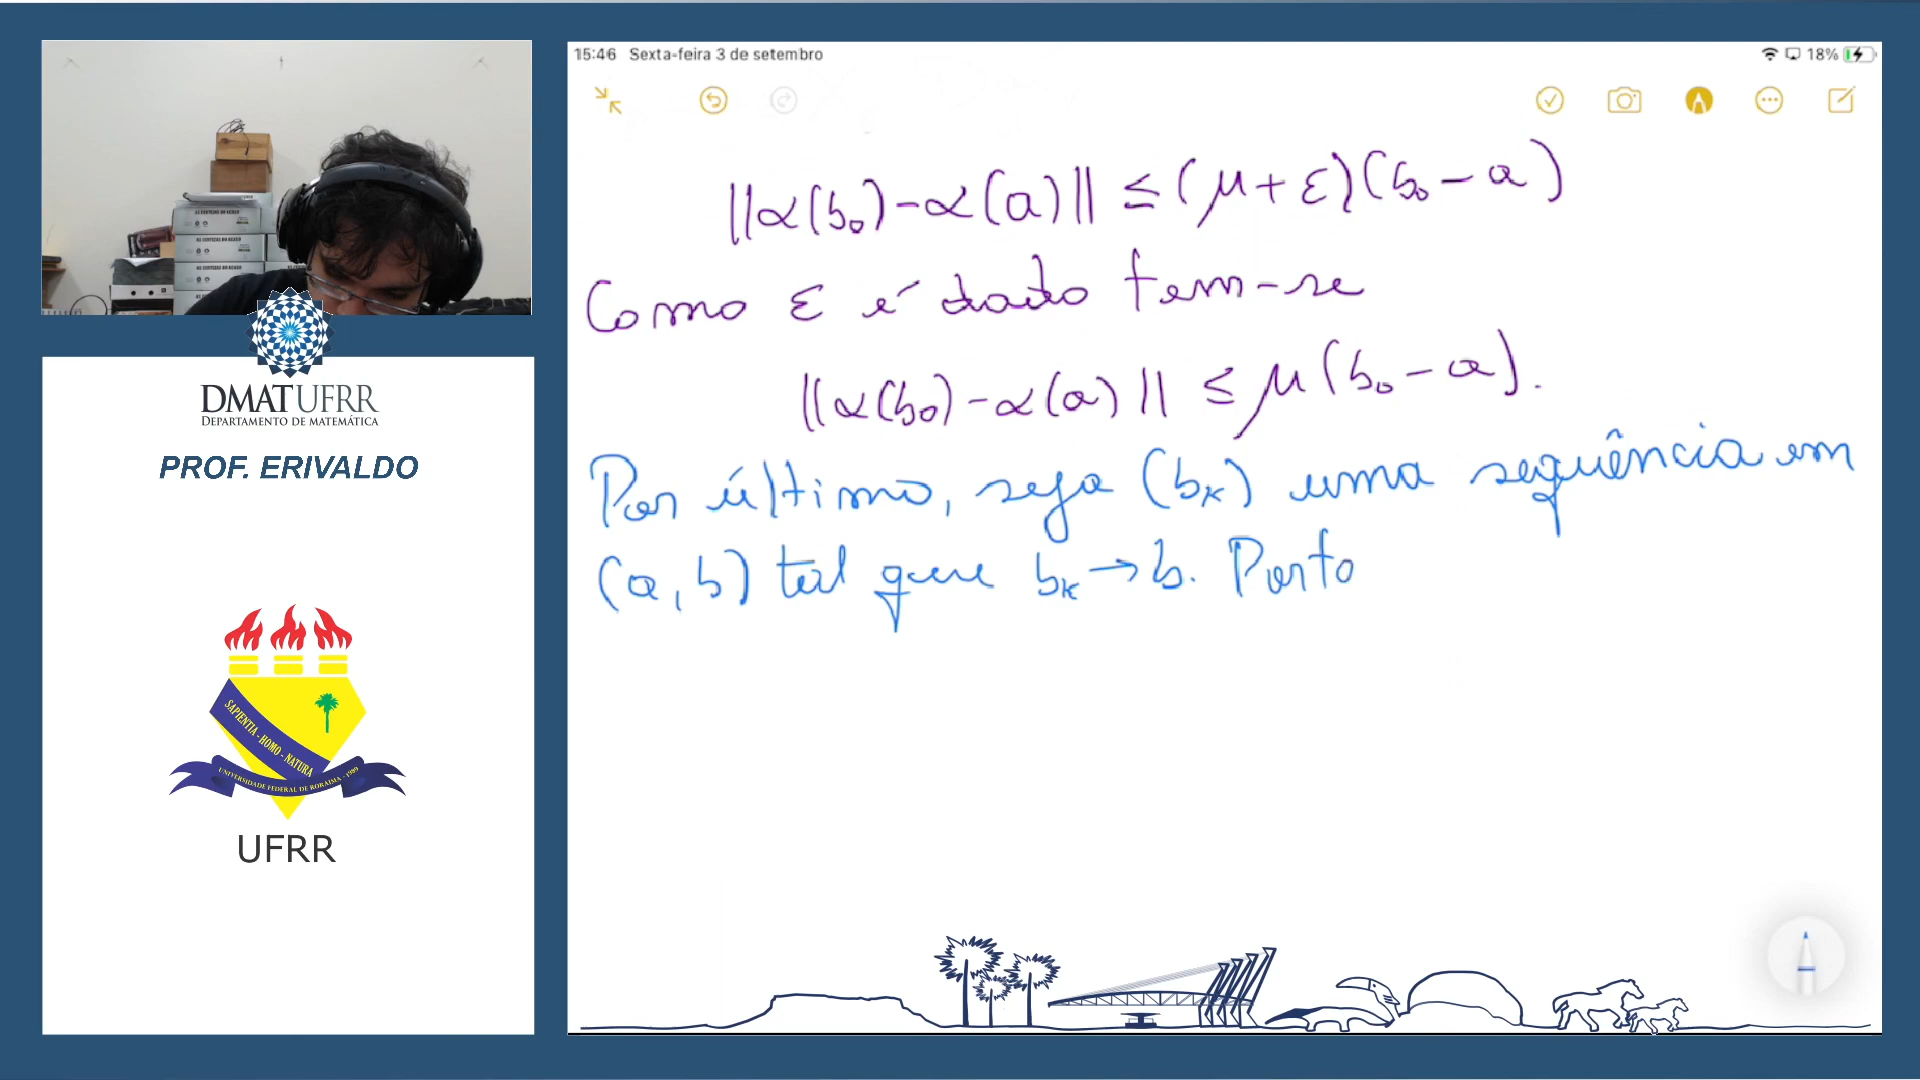 15:46 Sexta-feira 3 de setembro
18%
||α(b₀)-α(a)|| ≤ (μ+ε)(b₀-a)
Como ε é dado tem-se
||α(b₀)-α(a)|| ≤ μ(b₀-a).
Por último, seja (bₖ) uma sequência em
(a,b) tal que bₖ→b. Porto
DMATUFRR
DEPARTAMENTO DE MATEMÁTICA
PROF. ERIVALDO
SAPIENTIA - HOMO - NATURA
UNIVERSIDADE FEDERAL DE RORAIMA - 1989
UFRR